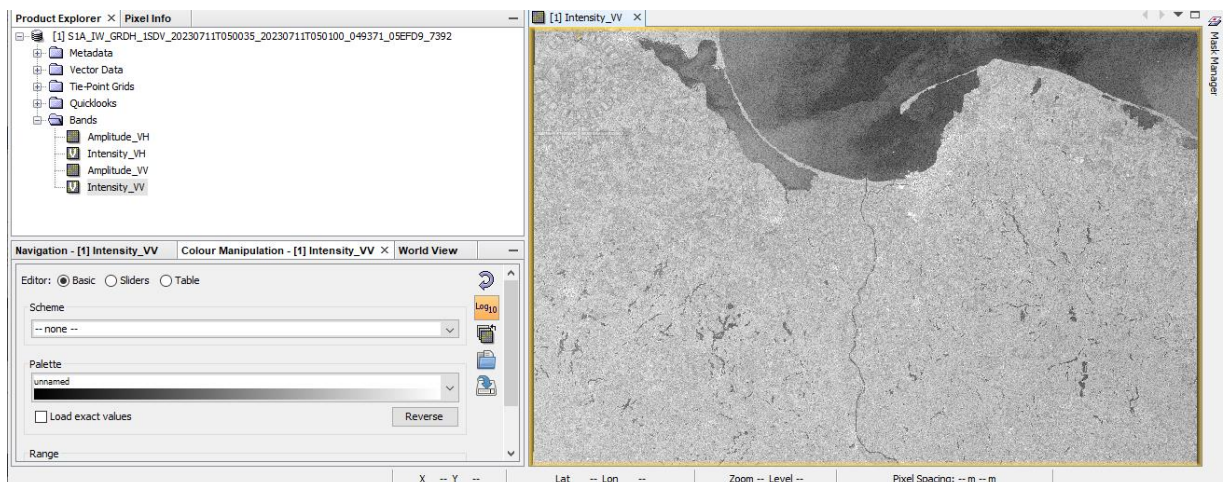 Product Explorer × Pixel Info
[1] S1A_IW_GRDH_1SDV_20230711T050035_20230711T050100_049371_05EFD9_7392
Metadata
Vector Data
Tie-Point Grids
Quicklooks
Bands
Amplitude_VH
Intensity_VH
Amplitude_VV
Intensity_VV
Navigation - [1] Intensity_VV Colour Manipulation - [1] Intensity_VV × World View
Editor: Basic Sliders Table
Scheme
-- none --
Palette
unnamed
Load exact values Reverse
Range
Log10
[1] Intensity_VV ×
Mask Manager
X -- Y -- Lat -- Lon -- Zoom -- Level -- Pixel Spacing: -- m -- m